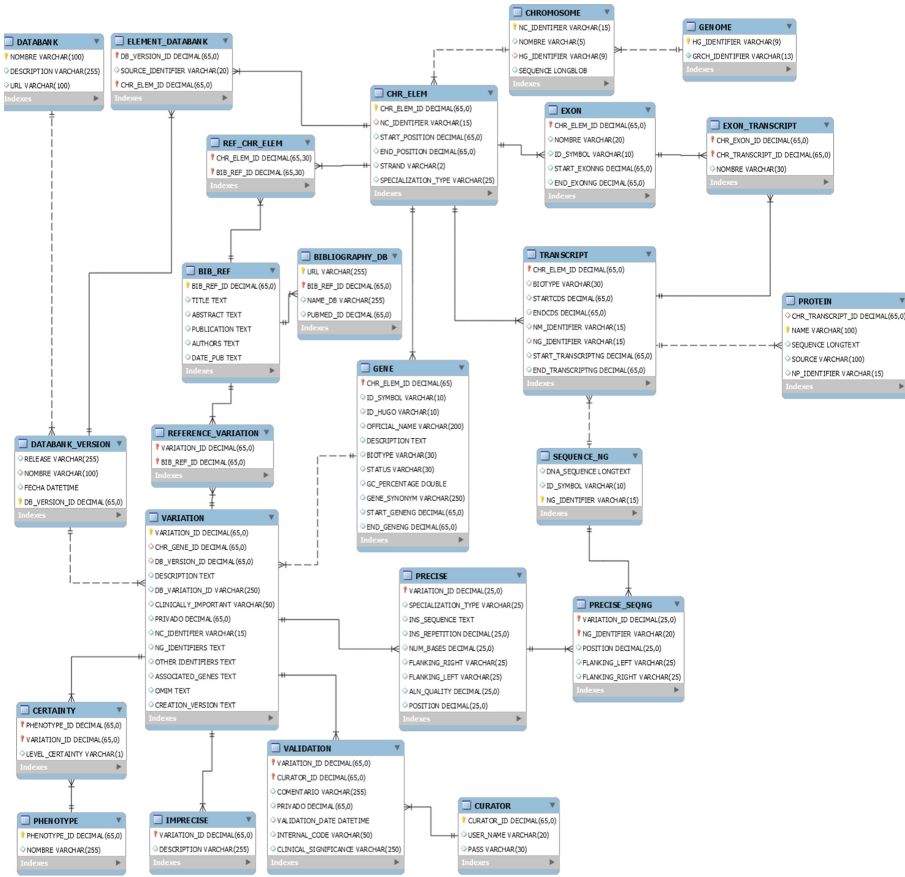 DATABANK
NOMBRE VARCHAR(100)
DESCRIPTION VARCHAR(255)
URL VARCHAR(100)
Indexes
ELEMENT_DATABANK
DB_VERSION_ID DECIMAL(65,0)
SOURCE_IDENTIFIER VARCHAR(20)
CHR_ELEM_ID DECIMAL(65,0)
Indexes
CHROMOSOME
NC_IDENTIFIER VARCHAR(15)
NOMBRE VARCHAR(5)
HG_IDENTIFIER VARCHAR(9)
SEQUENCE LONGBLOB
Indexes
GENOME
HG_IDENTIFIER VARCHAR(9)
GRCH_IDENTIFIER VARCHAR(13)
Indexes
CHR_ELEM
CHR_ELEM_ID DECIMAL(65,0)
NC_IDENTIFIER VARCHAR(15)
START_POSITION DECIMAL(65,0)
END_POSITION DECIMAL(65,0)
STRAND VARCHAR(2)
SPECIALIZATION_TYPE VARCHAR(25)
Indexes
EXON
CHR_ELEM_ID DECIMAL(65,0)
NOMBRE VARCHAR(20)
ID_SYMBOL VARCHAR(10)
START_EXONNG DECIMAL(65,0)
END_EXONNG DECIMAL(65,0)
Indexes
EXON_TRANSCRIPT
CHR_EXON_ID DECIMAL(65,0)
CHR_TRANSCRIPT_ID DECIMAL(65,0)
NOMBRE VARCHAR(30)
Indexes
REF_CHR_ELEM
CHR_ELEM_ID DECIMAL(65,30)
BIB_REF_ID DECIMAL(65,30)
Indexes
BIB_REF
BIB_REF_ID DECIMAL(65,0)
TITLE TEXT
ABSTRACT TEXT
PUBLICATION TEXT
AUTHORS TEXT
DATE_PUB TEXT
Indexes
BIBLIOGRAPHY_DB
URL VARCHAR(255)
BIB_REF_ID DECIMAL(65,0)
NAME_DB VARCHAR(255)
PUBMED_ID DECIMAL(65,0)
Indexes
TRANSCRIPT
CHR_ELEM_ID DECIMAL(65,0)
BIOTYPE VARCHAR(30)
STARTCDS DECIMAL(65,0)
ENDCDS DECIMAL(65,0)
NM_IDENTIFIER VARCHAR(15)
NG_IDENTIFIER VARCHAR(15)
START_TRANSCRIPTNG DECIMAL(65,0)
END_TRANSCRIPTNG DECIMAL(65,0)
Indexes
PROTEIN
CHR_TRANSCRIPT_ID DECIMAL(65,0)
NAME VARCHAR(100)
SEQUENCE LONGTEXT
SOURCE VARCHAR(100)
NP_IDENTIFIER VARCHAR(15)
Indexes
GENE
CHR_ELEM_ID DECIMAL(65)
ID_SYMBOL VARCHAR(10)
ID_HUGO VARCHAR(10)
OFFICIAL_NAME VARCHAR(200)
DESCRIPTION TEXT
BIOTYPE VARCHAR(30)
STATUS VARCHAR(30)
GC_PERCENTAGE DOUBLE
GENE_SYNONYM VARCHAR(250)
START_GENENG DECIMAL(65,0)
END_GENENG DECIMAL(65,0)
Indexes
DATABANK_VERSION
RELEASE VARCHAR(255)
NOMBRE VARCHAR(100)
FECHA DATETIME
DB_VERSION_ID DECIMAL(65,0)
Indexes
REFERENCE_VARIATION
VARIATION_ID DECIMAL(65,0)
BIB_REF_ID DECIMAL(65,0)
Indexes
SEQUENCE_NG
DNA_SEQUENCE LONGTEXT
ID_SYMBOL VARCHAR(10)
NG_IDENTIFIER VARCHAR(15)
Indexes
VARIATION
VARIATION_ID DECIMAL(65,0)
CHR_GENE_ID DECIMAL(65,0)
DB_VERSION_ID DECIMAL(65,0)
DESCRIPTION TEXT
DB_VARIATION_ID VARCHAR(250)
CLINICALLY_IMPORTANT VARCHAR(50)
PRIVADO DECIMAL(65,0)
NC_IDENTIFIER VARCHAR(15)
NG_IDENTIFIERS TEXT
OTHER IDENTIFIERS TEXT
ASSOCIATED_GENES TEXT
OMIM TEXT
CREATION_VERSION TEXT
Indexes
PRECISE
VARIATION_ID DECIMAL(25,0)
SPECIALIZATION_TYPE VARCHAR(25)
INS_SEQUENCE TEXT
INS_REPETITION DECIMAL(25,0)
NUM_BASES DECIMAL(25,0)
FLANKING_RIGHT VARCHAR(25)
FLANKING_LEFT VARCHAR(25)
ALN_QUALITY DECIMAL(25,0)
POSITION DECIMAL(25,0)
Indexes
PRECISE_SEQNG
VARIATION_ID DECIMAL(25,0)
NG_IDENTIFIER VARCHAR(20)
POSITION DECIMAL(25,0)
FLANKING_LEFT VARCHAR(25)
FLANKING_RIGHT VARCHAR(25)
Indexes
CERTAINTY
PHENOTYPE_ID DECIMAL(65,0)
VARIATION_ID DECIMAL(65,0)
LEVEL_CERTAINTY VARCHAR(1)
Indexes
PHENOTYPE
PHENOTYPE_ID DECIMAL(65,0)
NOMBRE VARCHAR(255)
Indexes
IMPRECISE
VARIATION_ID DECIMAL(65,0)
DESCRIPTION VARCHAR(255)
Indexes
VALIDATION
VARIATION_ID DECIMAL(65,0)
CURATOR_ID DECIMAL(65,0)
COMENTARIO VARCHAR(255)
PRIVADO DECIMAL(65,0)
VALIDATION_DATE DATETIME
INTERNAL_CODE VARCHAR(50)
CLINICAL_SIGNIFICANCE VARCHAR(250)
Indexes
CURATOR
CURATOR_ID DECIMAL(65,0)
USER_NAME VARCHAR(20)
PASS VARCHAR(30)
Indexes